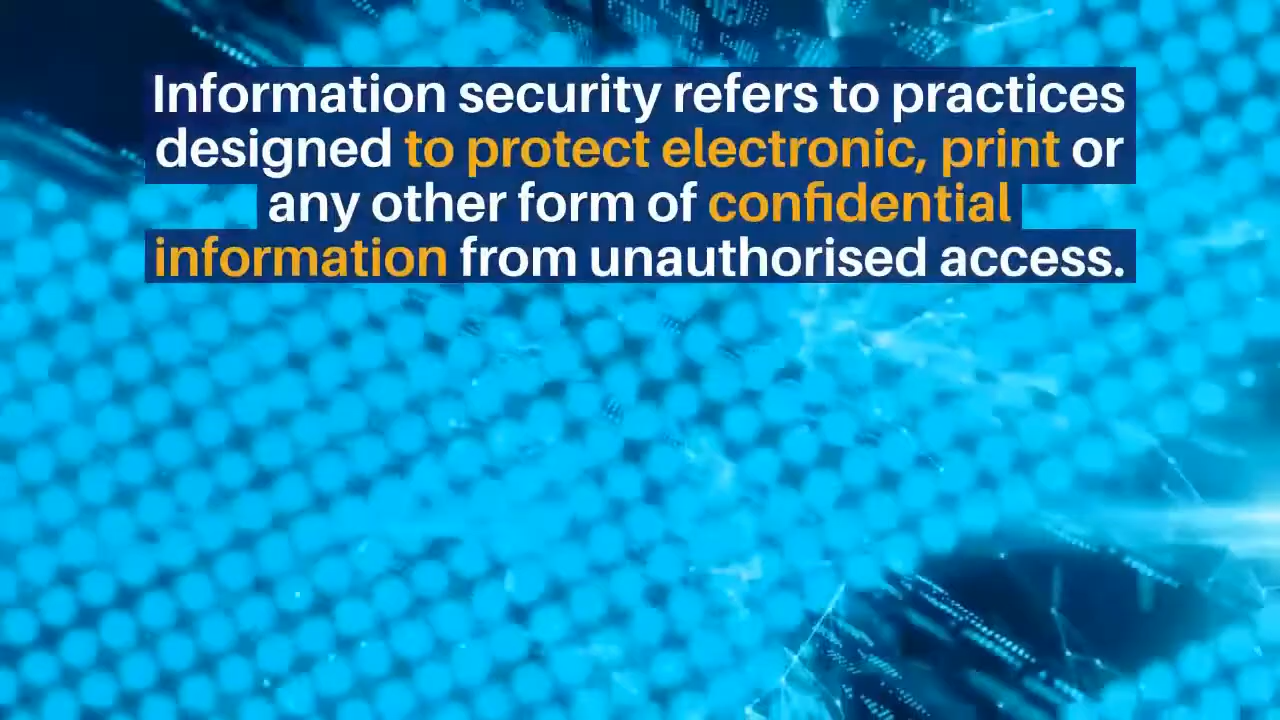 Information security refers to practices
designed to protect electronic, print or
any other form of confidential
information from unauthorised access.